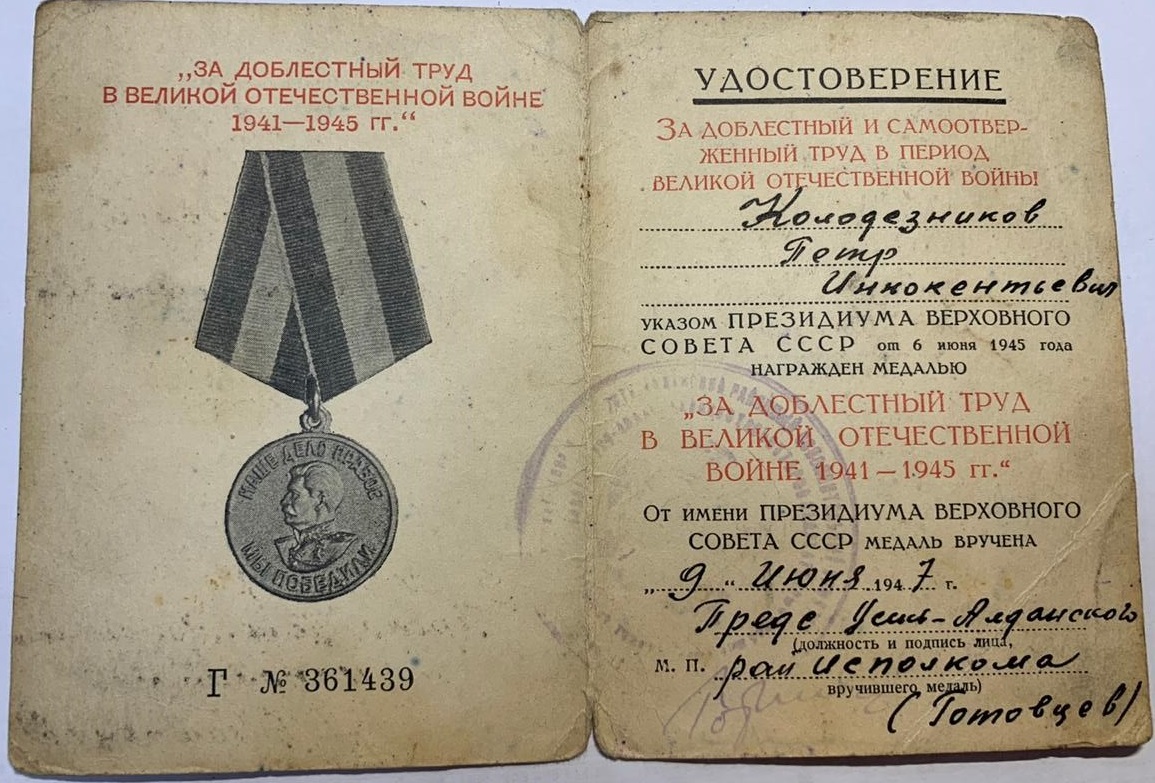 „ЗА ДОБЛЕСТНЫЙ ТРУД
В ВЕЛИКОЙ ОТЕЧЕСТВЕННОЙ ВОЙНЕ
1941—1945 гг.“
НАШЕ ДЕЛО ПРАВОЕ
МЫ ПОБЕДИЛИ
Г № 361439
УДОСТОВЕРЕНИЕ
ЗА ДОБЛЕСТНЫЙ И САМООТВЕР-
ЖЕННЫЙ ТРУД В ПЕРИОД
ВЕЛИКОЙ ОТЕЧЕСТВЕННОЙ ВОЙНЫ
Колодезников
Петр
Иннокентьевич
УКАЗОМ ПРЕЗИДИУМА ВЕРХОВНОГО
СОВЕТА СССР от 6 июня 1945 года
НАГРАЖДЕН МЕДАЛЬЮ
„ЗА ДОБЛЕСТНЫЙ ТРУД
В ВЕЛИКОЙ ОТЕЧЕСТВЕННОЙ
ВОЙНЕ 1941—1945 гг.“
ОТ ИМЕНИ ПРЕЗИДИУМА ВЕРХОВНОГО
СОВЕТА СССР МЕДАЛЬ ВРУЧЕНА
„9“ Июня 1947 г.
Предс Усть-Алданского
(должность и подпись лица,
М. П. рай Исполкома
вручившего медаль)
(Готовцев)